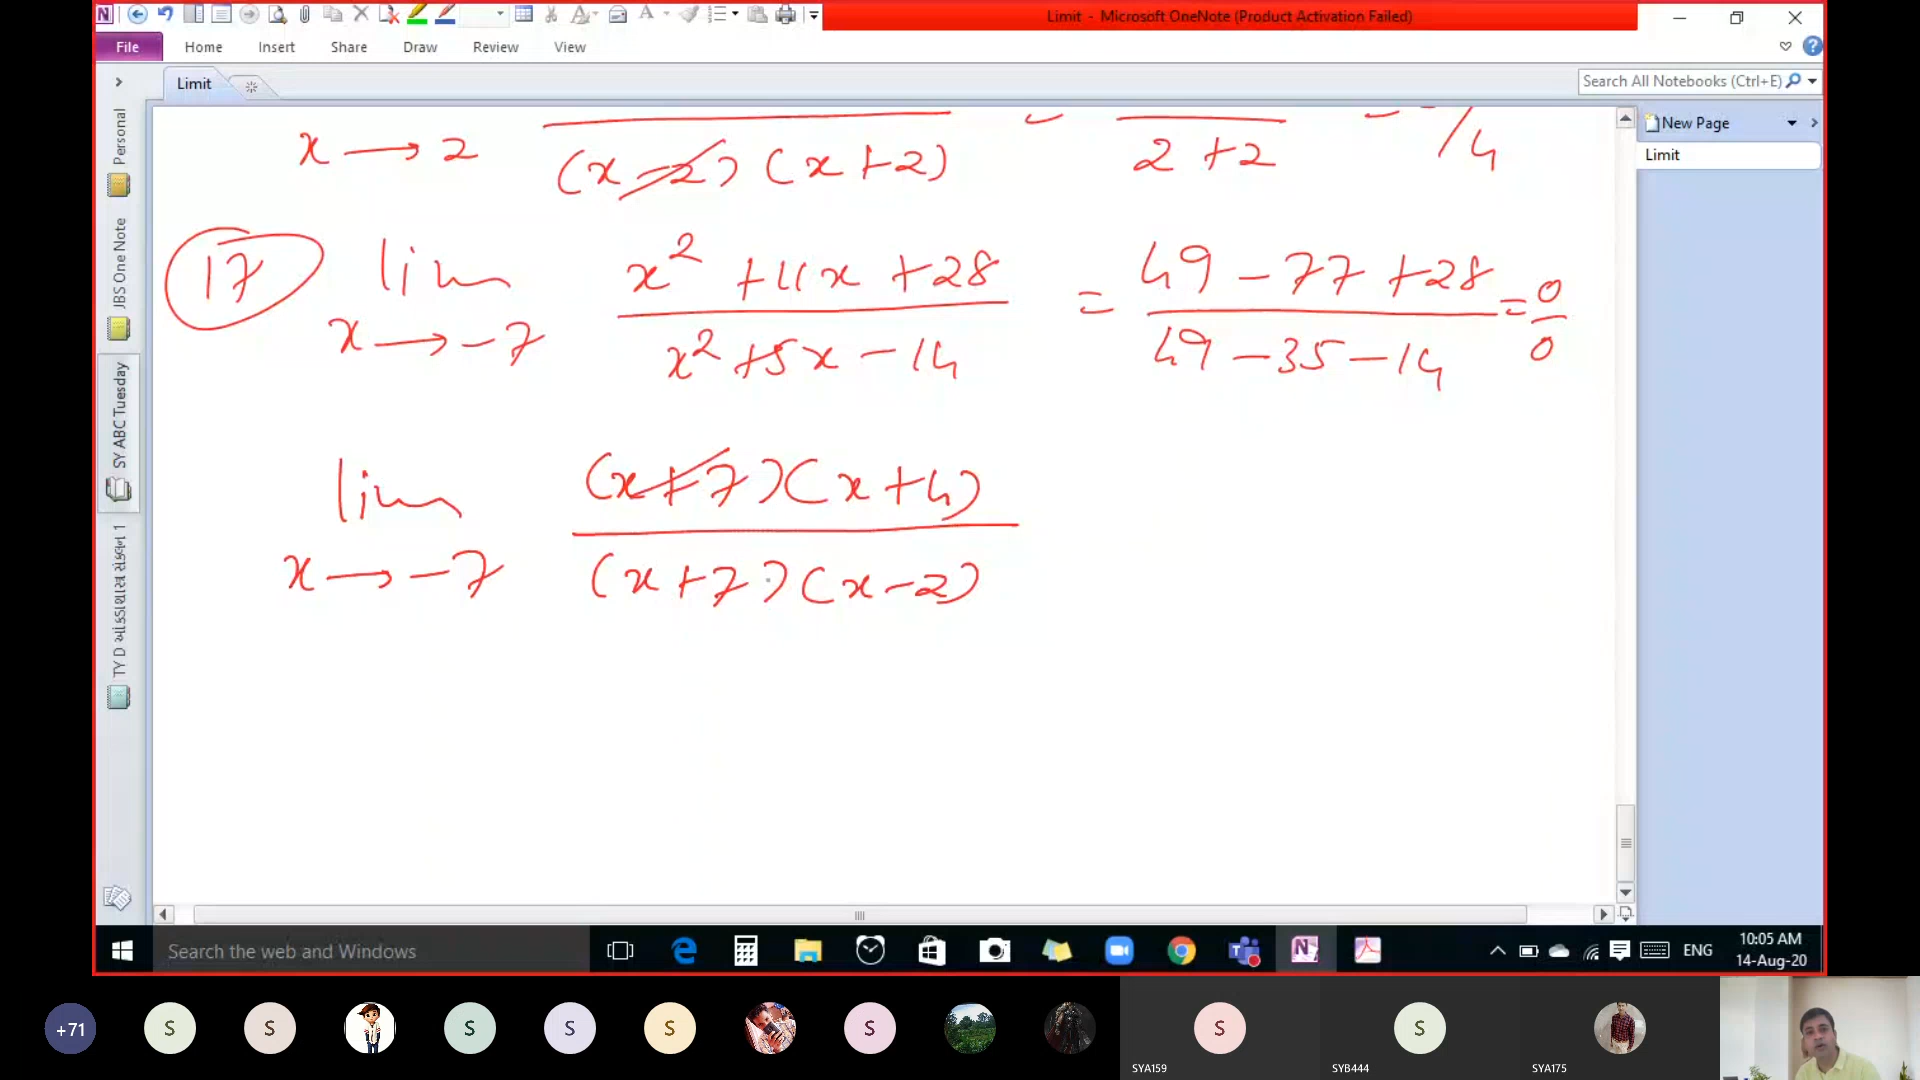 Limit - Microsoft OneNote (Product Activation Failed)
File Home Insert Share Draw Review View
Limit
Search All Notebooks (Ctrl+E)
New Page
Limit
Personal
JBS One Note
SY ABC Tuesday
x → 2
(x-2) (x+2)
2 +2
/4
17
lim x → -7
x² +11x +28
x² +5x -14
= 49 - 77 +28
49 - 35 - 14
= 0
0
lim x → -7
(x+7)(x+4)
(x+7)(x-2)
Search the web and Windows
ENG
10:05 AM
14-Aug-20
+71
S S S S S S S S
SYA159
SYB444
SYA175